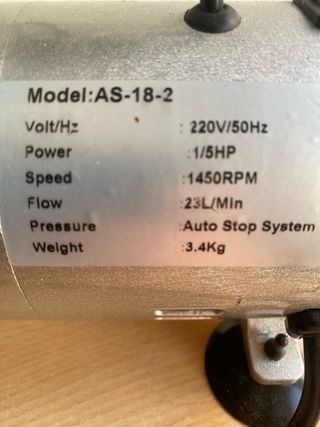 Model:AS-18-2
Volt/Hz : 220V/50Hz
Power :1/5HP
Speed :1450RPM
Flow :23L/Min
Pressure :Auto Stop System
Weight :3.4Kg